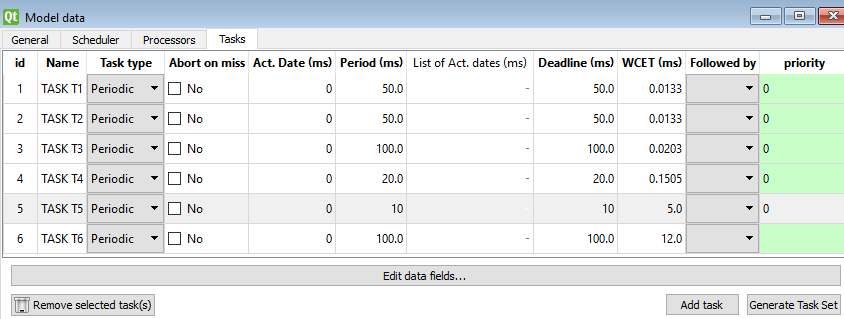 Qt Model data
General Scheduler Processors Tasks
id Name Task type Abort on miss Act. Date (ms) Period (ms) List of Act. dates (ms) Deadline (ms) WCET (ms) Followed by priority
1 TASK T1 Periodic No 0 50.0 - 50.0 0.0133 0
2 TASK T2 Periodic No 0 50.0 - 50.0 0.0133 0
3 TASK T3 Periodic No 0 100.0 - 100.0 0.0203 0
4 TASK T4 Periodic No 0 20.0 - 20.0 0.1505 0
5 TASK T5 Periodic No 0 10 10 5.0 0
6 TASK T6 Periodic No 0 100.0 - 100.0 12.0
Edit data fields...
Remove selected task(s) Add task Generate Task Set